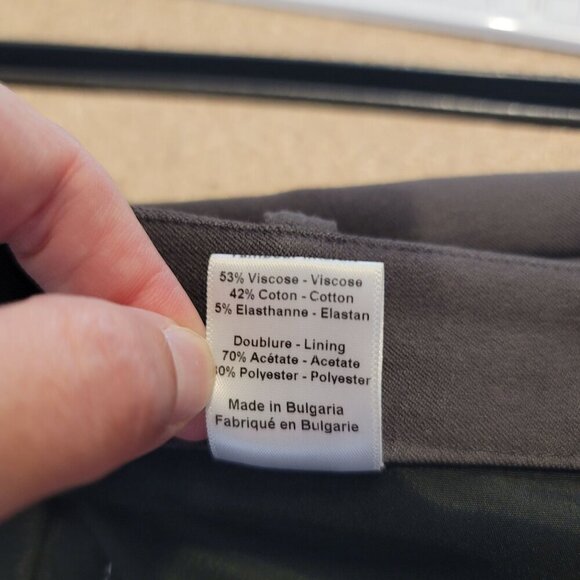 53% Viscose - Viscose
42% Coton - Cotton
5% Elasthanne - Elastan
Doublure - Lining
70% Acétate - Acetate
30% Polyester - Polyester
Made in Bulgaria
Fabriqué en Bulgarie